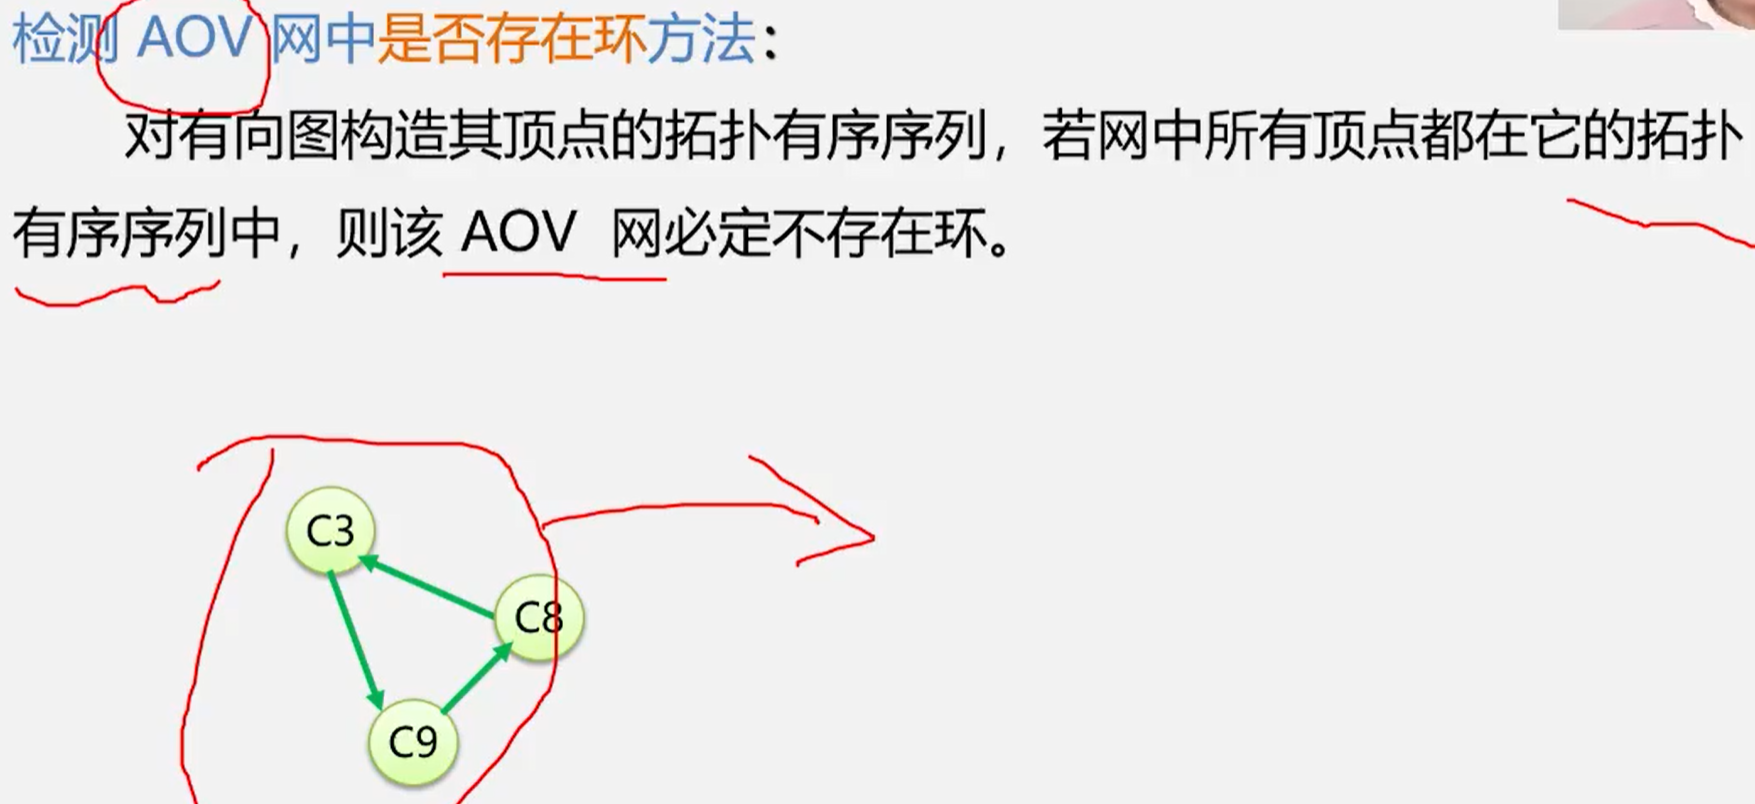 检测 AOV 网中是否存在环方法：
对有向图构造其顶点的拓扑有序序列，若网中所有顶点都在它的拓扑
有序序列中，则该 AOV 网必定不存在环。
C3
C8
C9